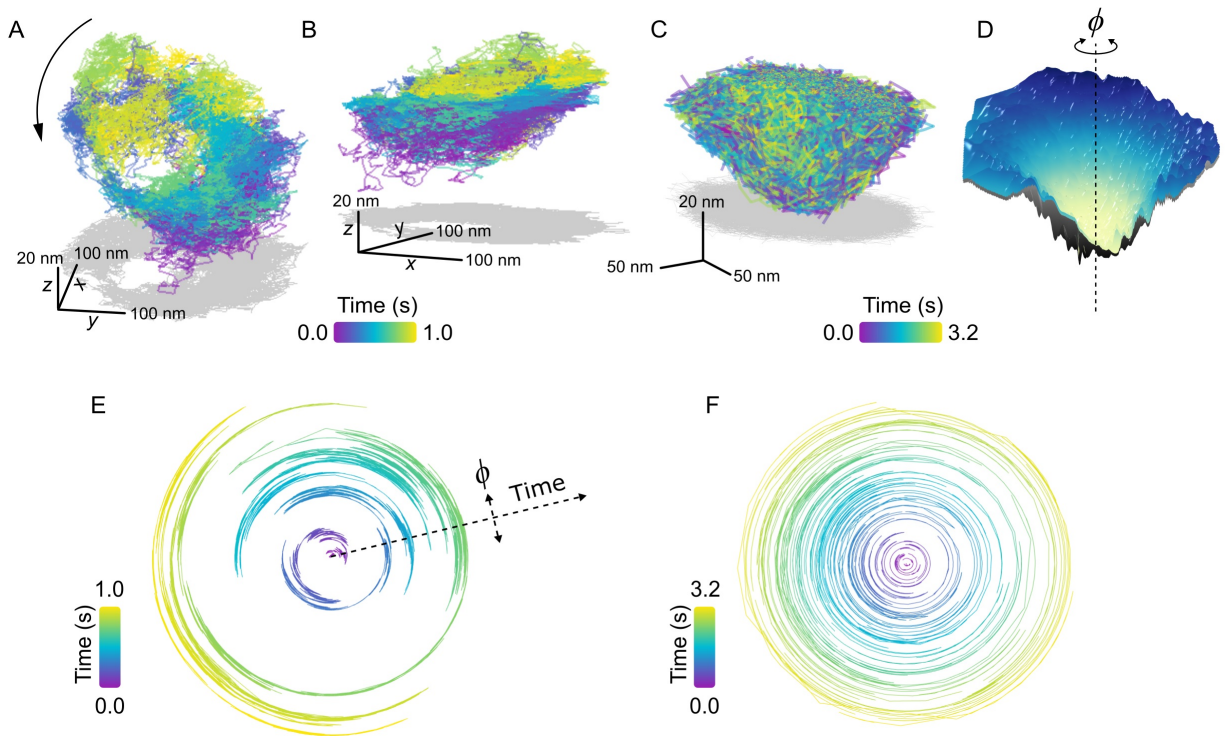 A
B
C
D
ϕ
20 nm
100 nm
z
x
y
100 nm
20 nm
z
y
100 nm
x
100 nm
20 nm
50 nm
50 nm
Time (s)
0.0
1.0
Time (s)
0.0
3.2
E
F
ϕ
Time
1.0
Time (s)
0.0
3.2
Time (s)
0.0